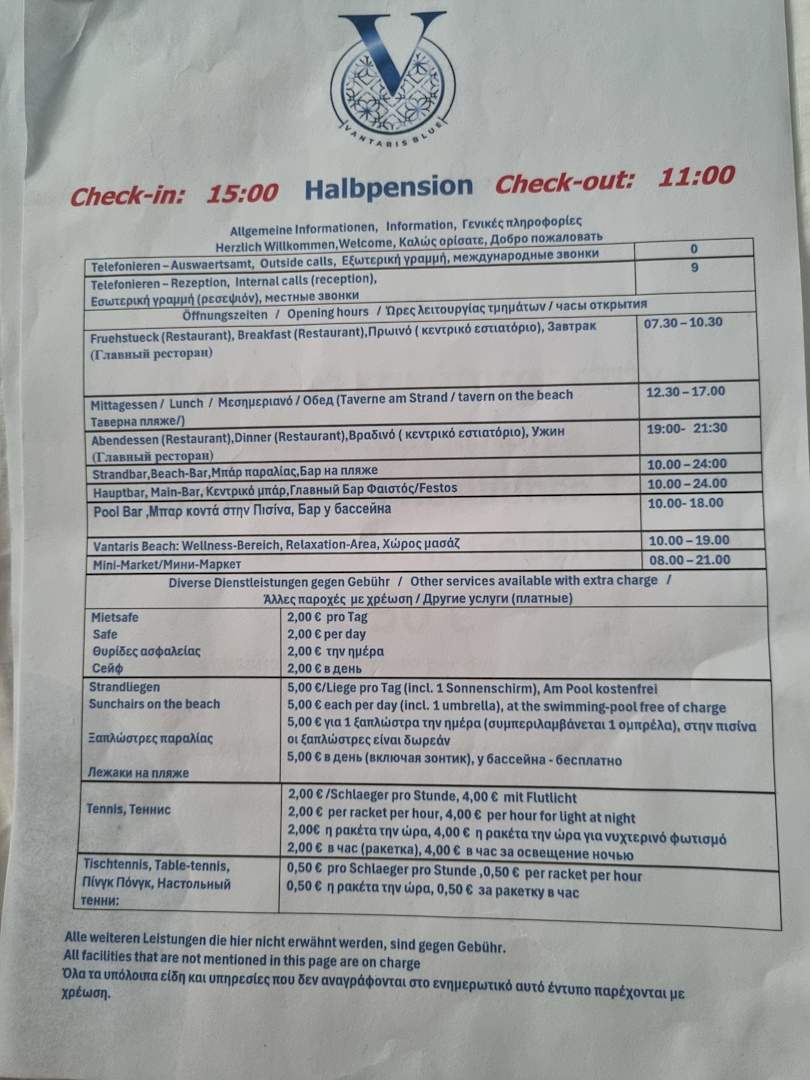 V
VANTARIS BLUE
Check-in: 15:00 Halbpension Check-out: 11:00
Allgemeine Informationen, Information, Γενικές πληροφορίες
Herzlich Willkommen,Welcome, Καλώς ορίσατε, Добро пожаловать
Telefonieren – Auswaertsamt, Outside calls, Εξωτερική γραμμή, международные звонки 0
Telefonieren – Rezeption, Internal calls (reception), 9
Εσωτερική γραμμή (ρεσεψιόν), местные звонки
Öffnungszeiten / Opening hours / Ώρες λειτουργίας τμημάτων / часы открытия
Fruehstueck (Restaurant), Breakfast (Restaurant),Πρωινό ( κεντρικό εστιατόριο), Завтрак 07.30 – 10.30
(Главный ресторан)
Mittagessen / Lunch / Μεσημεριανό / Обед (Taverne am Strand / tavern on the beach 12.30 – 17.00
Таверна пляже/)
Abendessen (Restaurant),Dinner (Restaurant),Βραδινό ( κεντρικό εστιατόριο), Ужин 19:00- 21:30
(Главный ресторан)
Strandbar,Beach-Bar,Μπάρ παραλίας,Бар на пляже 10.00 – 24:00
Hauptbar, Main-Bar, Κεντρικό μπάρ,Главный Бар Φαιστός/Festos 10.00 – 24.00
Pool Bar ,Μπαρ κοντά στην Πισίνα, Бар у бассейна 10.00- 18.00
Vantaris Beach: Wellness-Bereich, Relaxation-Area, Χώρος μασάζ 10.00 – 19.00
Mini-Market/Мини-Маркет 08.00 – 21.00
Diverse Dienstleistungen gegen Gebühr / Other services available with extra charge /
Άλλες παροχές με χρέωση / Другие услуги (платные)
Mietsafe 2,00 € pro Tag
Safe 2,00 € per day
Θυρίδες ασφαλείας 2,00 € την ημέρα
Сейф 2,00 € в день
Strandliegen 5,00 €/Liege pro Tag (incl. 1 Sonnenschirm), Am Pool kostenfrei
Sunchairs on the beach 5,00 € each per day (incl. 1 umbrella), at the swimming-pool free of charge
5,00 € για 1 ξαπλώστρα την ημέρα (συμπεριλαμβάνεται 1 ομπρέλα), στην πισίνα
Ξαπλώστρες παραλίας οι ξαπλώστρες είναι δωρεάν
5,00 € в день (включая зонтик), у бассейна - бесплатно
Лежаки на пляже
2,00 € /Schlaeger pro Stunde, 4,00 € mit Flutlicht
Tennis, Теннис 2,00 € per racket per hour, 4,00 € per hour for light at night
2,00€ η ρακέτα την ώρα, 4,00 € η ρακέτα την ώρα για νυχτερινό φωτισμό
2,00 € в час (ракетка), 4,00 € в час за освещение ночью
Tischtennis, Table-tennis, 0,50 € pro Schlaeger pro Stunde ,0,50 € per racket per hour
Πίνγκ Πόνγκ, Настольный 0,50 € η ρακέτα την ώρα, 0,50 € за ракетку в час
тенни:
Alle weiteren Leistungen die hier nicht erwähnt werden, sind gegen Gebühr.
All facilities that are not mentioned in this page are on charge
Όλα τα υπόλοιπα είδη και υπηρεσίες που δεν αναγράφονται στο ενημερωτικό αυτό έντυπο παρέχονται με
χρέωση.